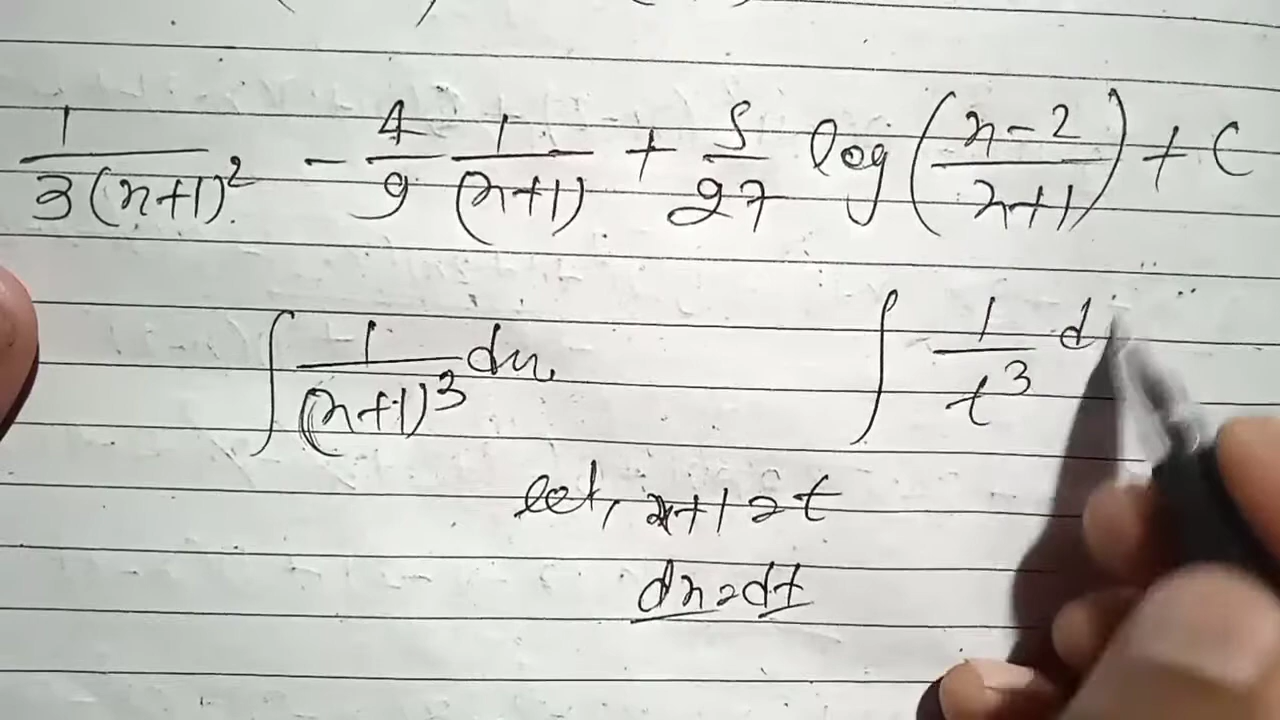 1/3(x+1)² - 4/9 1/(x+1) + 5/27 log((x-2)/(x+1)) + C
∫ 1/(x+1)³ dx ∫ 1/t³ d
let, x+1=t
dx=dt